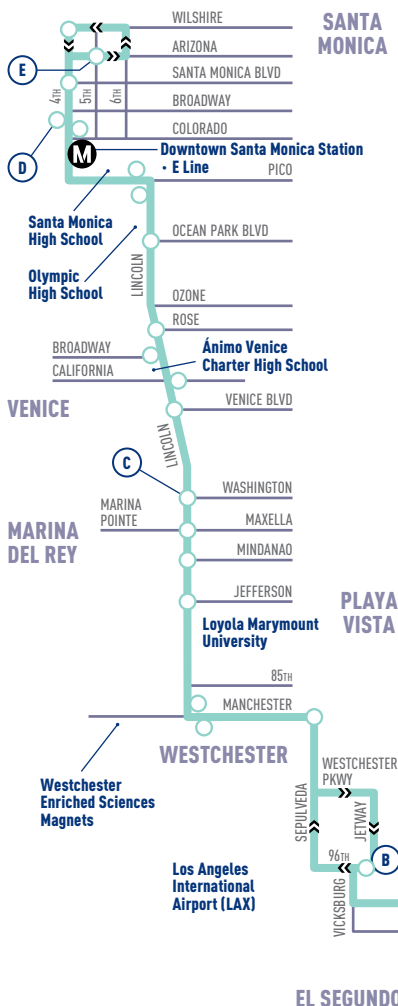 WILSHIRE
SANTA
MONICA
ARIZONA
E
SANTA MONICA BLVD
4TH
5TH
6TH
BROADWAY
D
COLORADO
M
Downtown Santa Monica Station
• E Line
PICO
Santa Monica
High School
OCEAN PARK BLVD
Olympic
High School
LINCOLN
OZONE
ROSE
BROADWAY
Ánimo Venice
Charter High School
CALIFORNIA
VENICE
VENICE BLVD
LINCOLN
C
WASHINGTON
MARINA
POINTE
MAXELLA
MARINA
DEL REY
MINDANAO
JEFFERSON
PLAYA
VISTA
Loyola Marymount
University
85TH
MANCHESTER
WESTCHESTER
WESTCHESTER
PKWY
Westchester
Enriched Sciences
Magnets
SEPULVEDA
JETWAY
96TH
B
Los Angeles
International
Airport (LAX)
VICKSBURG
EL SEGUNDO